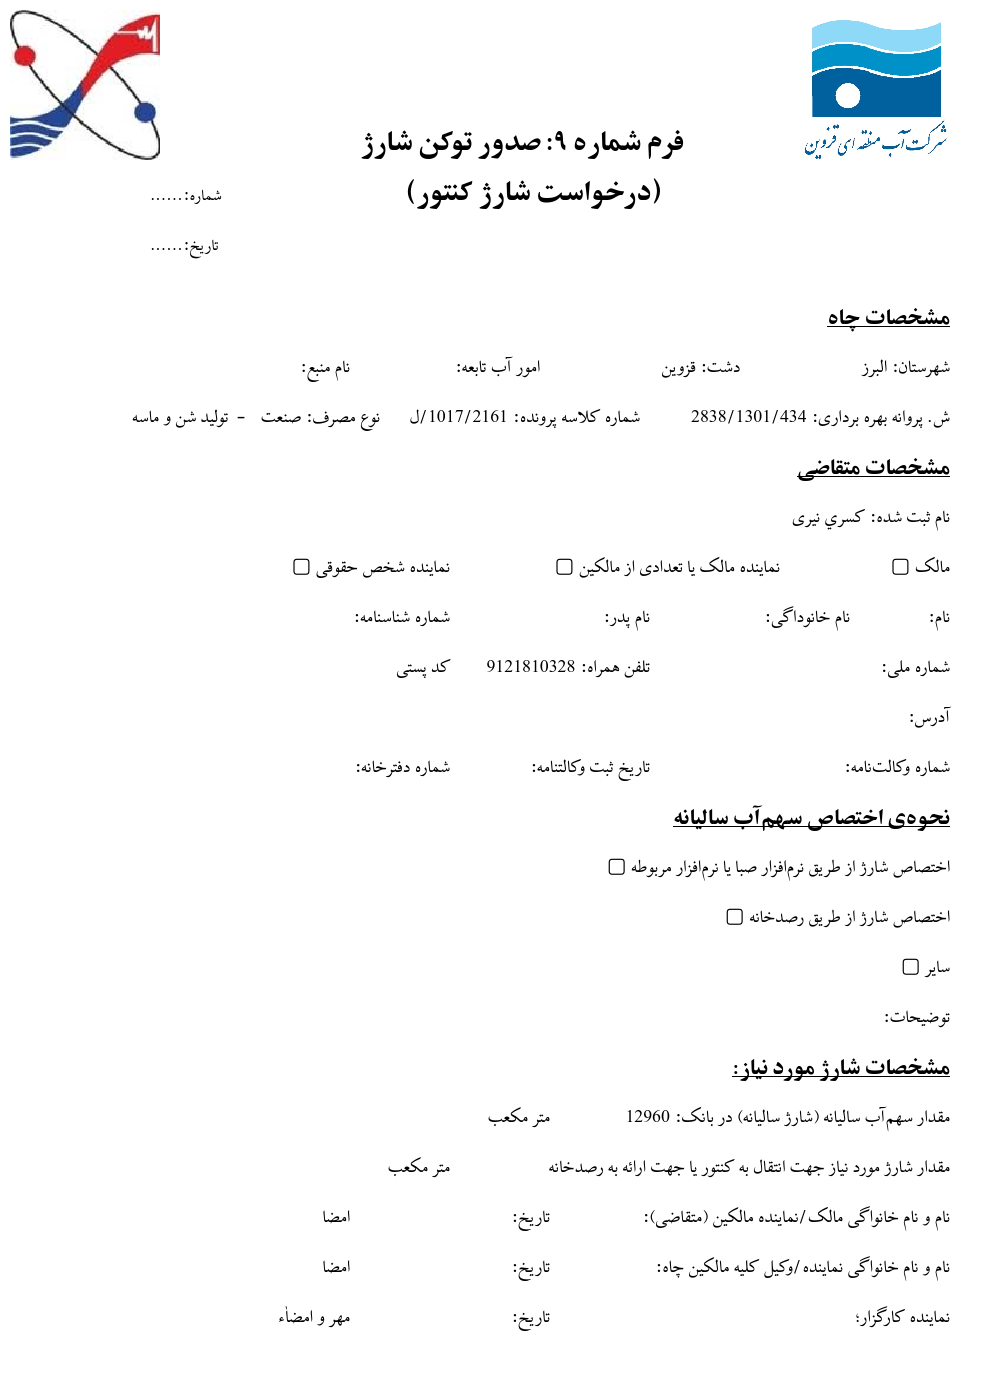 شرکت آب منطقه ای قزوین
فرم شماره ۹: صدور توکن شارژ
(درخواست شارژ کنتور)
شماره:......
تاریخ:......
مشخصات چاه
شهرستان: البرز دشت: قزوین امور آب تابعه: نام منبع:
ش. پروانه بهره برداری: 2838/1301/434 شماره کلاسه پرونده: 1017/2161/ل نوع مصرف: صنعت - تولید شن و ماسه
مشخصات متقاضی
نام ثبت شده: کسري نیری
مالک ▢ نماینده مالک یا تعدادی از مالکین ▢ نماینده شخص حقوقی ▢
نام: نام خانوداگی: نام پدر: شماره شناسنامه:
شماره ملی: تلفن همراه: 9121810328 کد پستی
آدرس:
شماره وکالت‌نامه: تاریخ ثبت وکالتنامه: شماره دفترخانه:
نحوه‌ی اختصاص سهم‌آب سالیانه
اختصاص شارژ از طریق نرم‌افزار صبا یا نرم‌افزار مربوطه ▢
اختصاص شارژ از طریق رصدخانه ▢
سایر ▢
توضیحات:
مشخصات شارژ مورد نیاز:
مقدار سهم‌آب سالیانه (شارژ سالیانه) در بانک: 12960 متر مکعب
مقدار شارژ مورد نیاز جهت انتقال به کنتور یا جهت ارائه به رصدخانه متر مکعب
نام و نام خانواگی مالک/نماینده مالکین (متقاضی): تاریخ: امضا
نام و نام خانواگی نماینده/وکیل کلیه مالکین چاه: تاریخ: امضا
نماینده کارگزار؛ تاریخ: مهر و امضاٰء